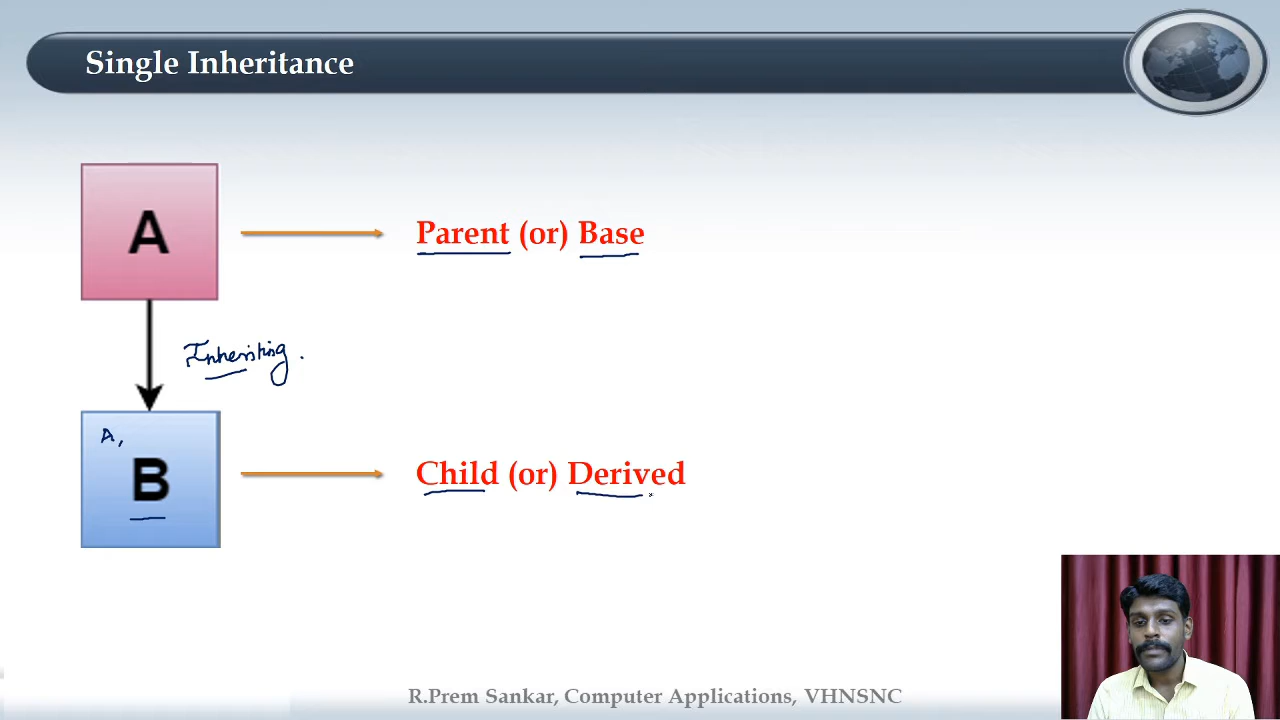 Single Inheritance
A
Parent (or) Base
Inheriting.
A,
B
Child (or) Derived
R.Prem Sankar, Computer Applications, VHNSNC